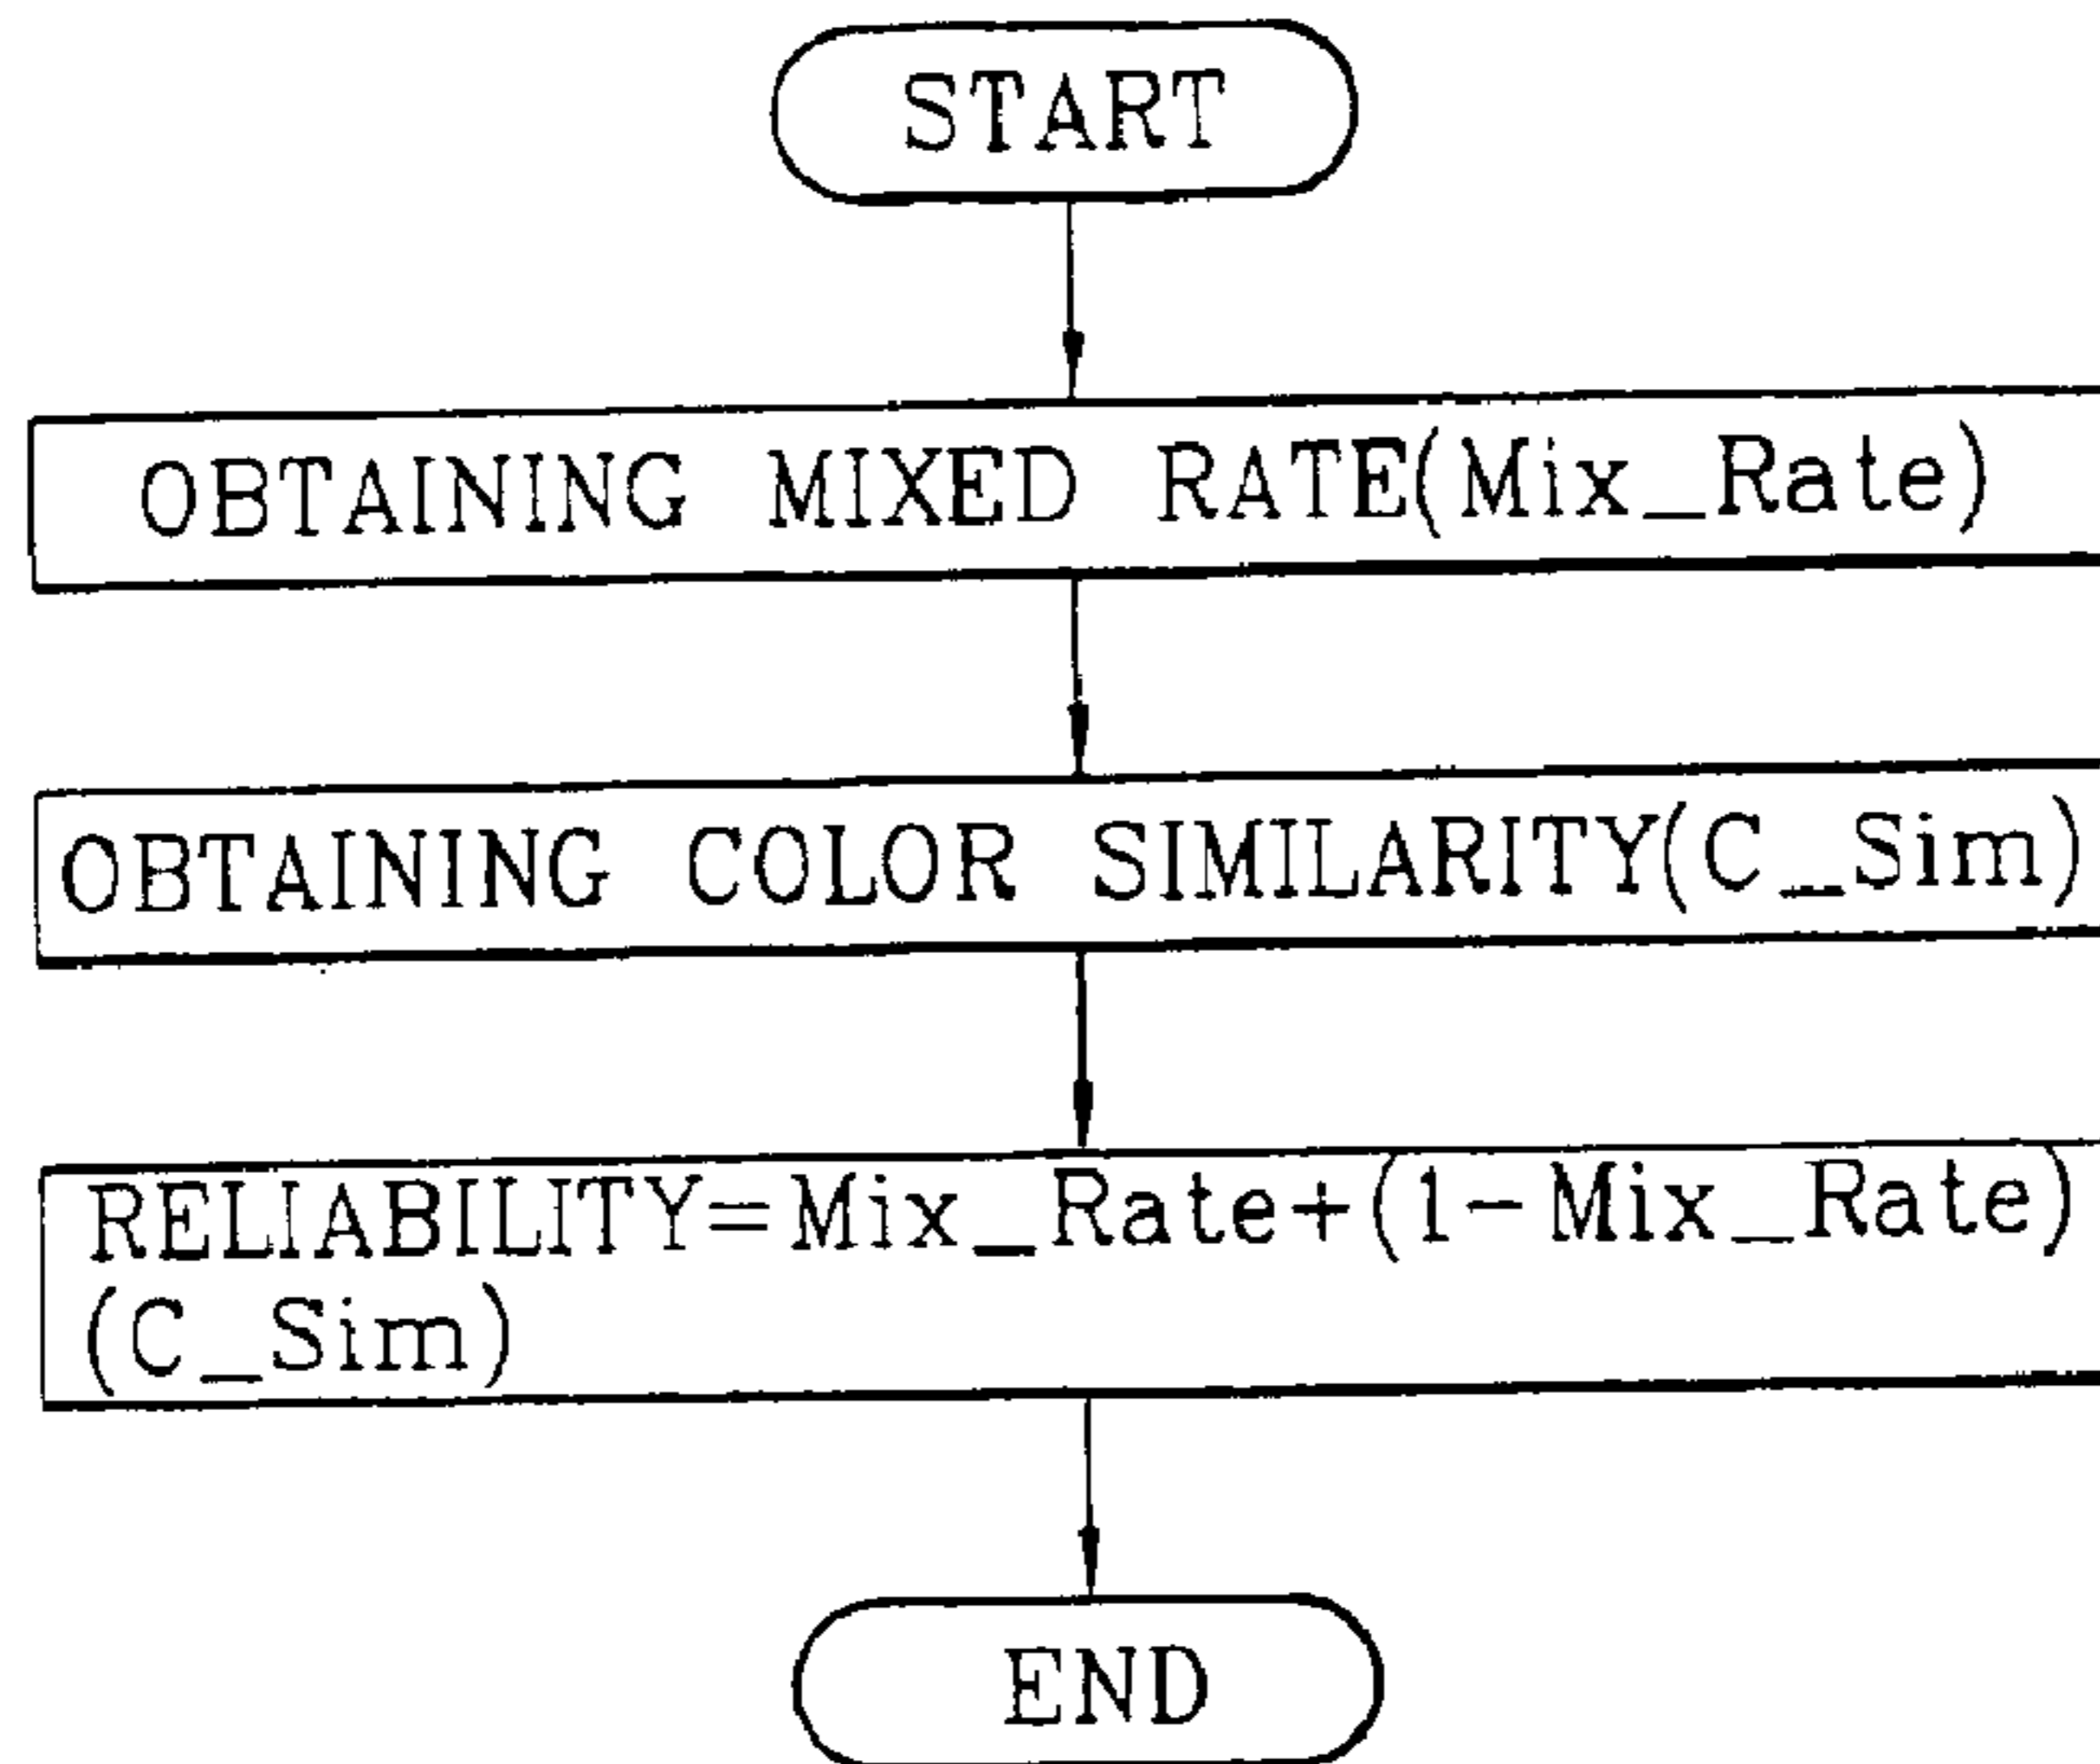 START
OBTAINING MIXED RATE(Mix_Rate)
OBTAINING COLOR SIMILARITY(C_Sim)
RELIABILITY=Mix_Rate+(1-Mix_Rate)
(C_Sim)
END